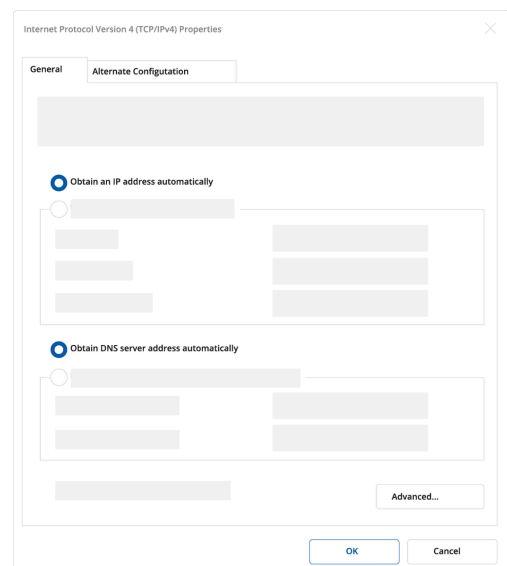 Internet Protocol Version 4 (TCP/IPv4) Properties
General
Alternate Configutation
Obtain an IP address automatically
Obtain DNS server address automatically
Advanced...
OK
Cancel